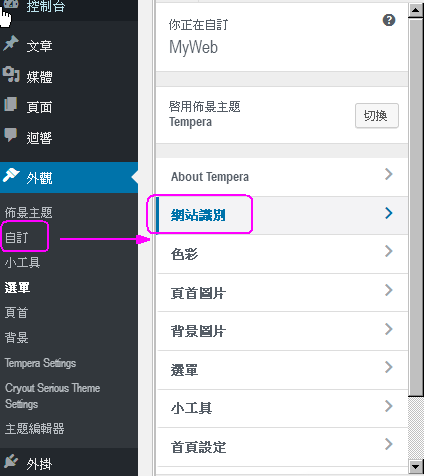 控制台
文章
媒體
頁面
迴響
外觀
佈景主題
自訂
小工具
選單
頁首
背景
Tempera Settings
Cryout Serious Theme
Settings
主題編輯器
外掛
你正在自訂
MyWeb
啓用佈景主題
Tempera
切換
About Tempera
網站識別
色彩
頁首圖片
背景圖片
選單
小工具
首頁設定